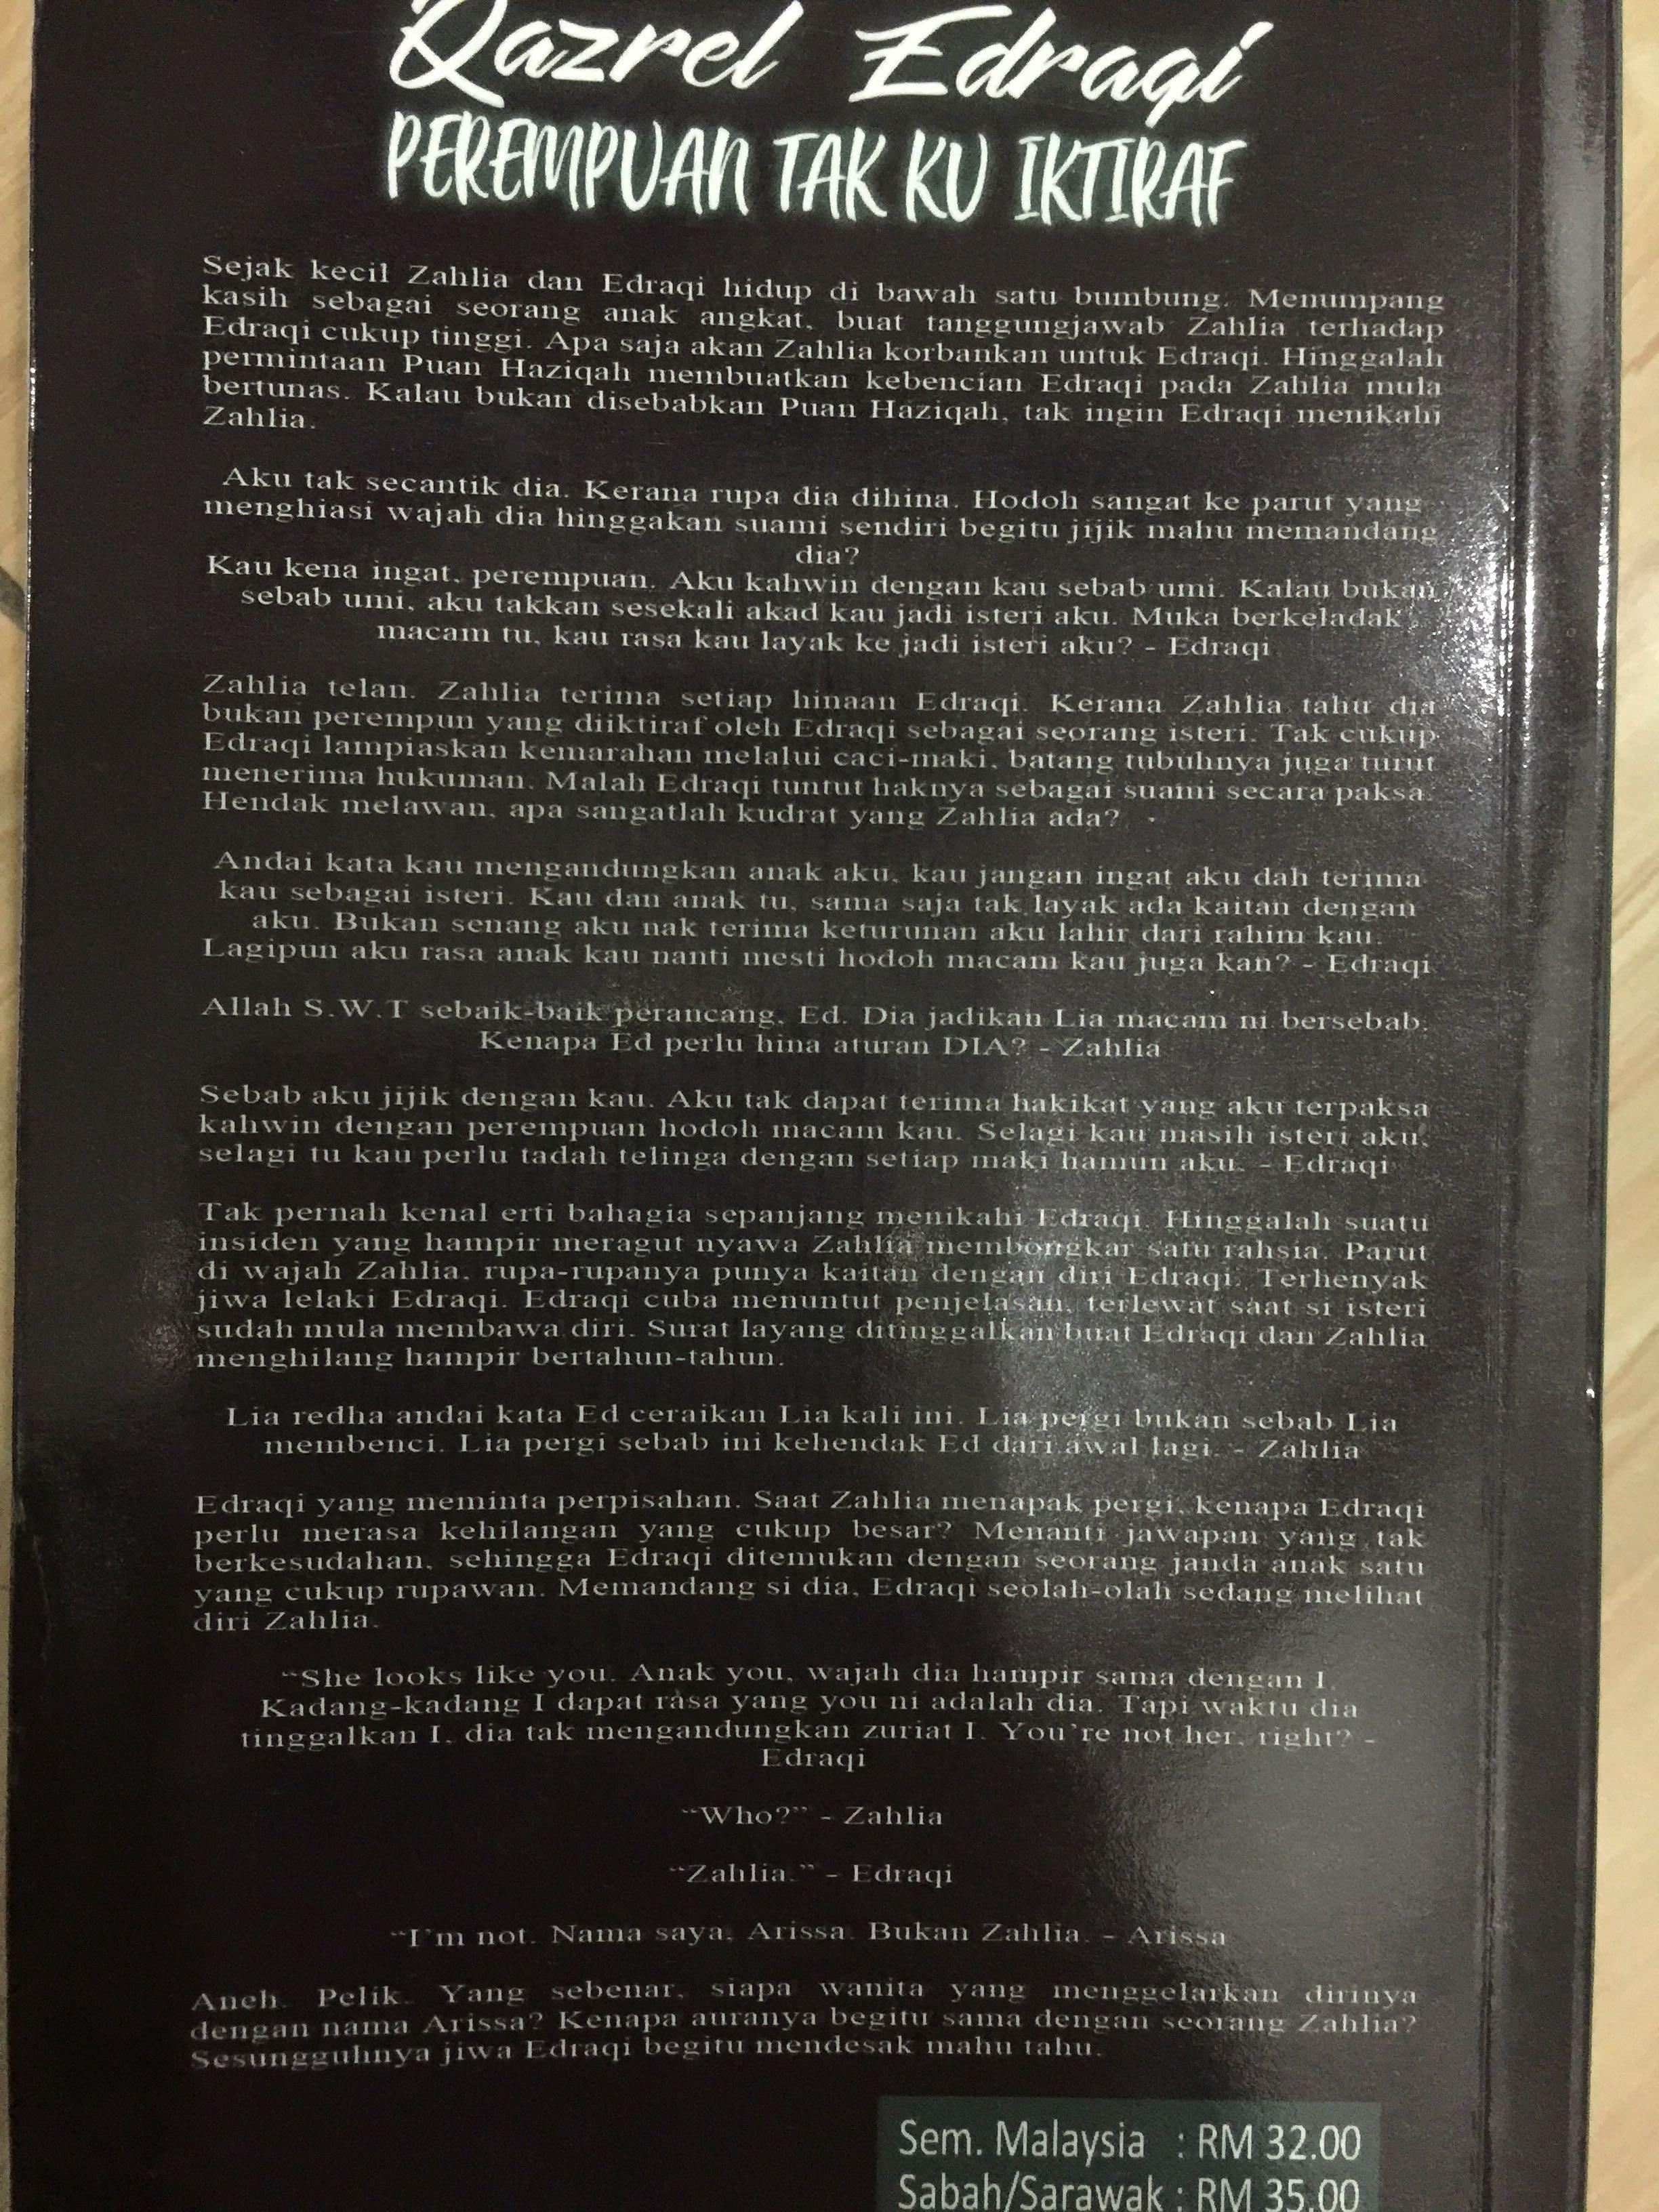 Qazrel Edraqi
PEREMPUAN TAK KU IKTIRAF
Sejak kecil Zahlia dan Edraqi hidup di bawah satu bumbung. Menumpang
kasih sebagai seorang anak angkat, buat tanggungjawab Zahlia terhadap
Edraqi cukup tinggi. Apa saja akan Zahlia korbankan untuk Edraqi. Hinggalah
permintaan Puan Haziqah membuatkan kebencian Edraqi pada Zahlia mula
bertunas. Kalau bukan disebabkan Puan Haziqah, tak ingin Edraqi menikahi
Zahlia.
Aku tak secantik dia. Kerana rupa dia dihina. Hodoh sangat ke parut yang
menghiasi wajah dia hinggakan suami sendiri begitu jijik mahu memandang
dia?
Kau kena ingat, perempuan. Aku kahwin dengan kau sebab umi. Kalau bukan
sebab umi, aku takkan sesekali akad kau jadi isteri aku. Muka berkeladak
macam tu, kau rasa kau layak ke jadi isteri aku? - Edraqi
Zahlia telan. Zahlia terima setiap hinaan Edraqi. Kerana Zahlia tahu dia
bukan perempun yang diiktiraf oleh Edraqi sebagai seorang isteri. Tak cukup
Edraqi lampiaskan kemarahan melalui caci-maki, batang tubuhnya juga turut
menerima hukuman. Malah Edraqi tuntut haknya sebagai suami secara paksa.
Hendak melawan, apa sangatlah kudrat yang Zahlia ada?
Andai kata kau mengandungkan anak aku, kau jangan ingat aku dah terima
kau sebagai isteri. Kau dan anak tu, sama saja tak layak ada kaitan dengan
aku. Bukan senang aku nak terima keturunan aku lahir dari rahim kau.
Lagipun aku rasa anak kau nanti mesti hodoh macam kau juga kan? - Edraqi
Allah S.W.T sebaik-baik perancang, Ed. Dia jadikan Lia macam ni bersebab.
Kenapa Ed perlu hina aturan DIA? - Zahlia
Sebab aku jijik dengan kau. Aku tak dapat terima hakikat yang aku terpaksa
kahwin dengan perempuan hodoh macam kau. Selagi kau masih isteri aku,
selagi tu kau perlu tadah telinga dengan setiap maki hamun aku. - Edraqi
Tak pernah kenal erti bahagia sepanjang menikahi Edraqi. Hinggalah suatu
insiden yang hampir meragut nyawa Zahlia membongkar satu rahsia. Parut
di wajah Zahlia, rupa-rupanya punya kaitan dengan diri Edraqi. Terhenyak
jiwa lelaki Edraqi. Edraqi cuba menuntut penjelasan, terlewat saat si isteri
sudah mula membawa diri. Surat layang ditinggalkan buat Edraqi dan Zahlia
menghilang hampir bertahun-tahun.
Lia redha andai kata Ed ceraikan Lia kali ini. Lia pergi bukan sebab Lia
membenci. Lia pergi sebab ini kehendak Ed dari awal lagi. - Zahlia
Edraqi yang meminta perpisahan. Saat Zahlia menapak pergi, kenapa Edraqi
perlu merasa kehilangan yang cukup besar? Menanti jawapan yang tak
berkesudahan, sehingga Edraqi ditemukan dengan seorang janda anak satu
yang cukup rupawan. Memandang si dia, Edraqi seolah-olah sedang melihat
diri Zahlia.
“She looks like you. Anak you, wajah dia hampir sama dengan I.
Kadang-kadang I dapat rasa yang you ni adalah dia. Tapi waktu dia
tinggalkan I, dia tak mengandungkan zuriat I. You're not her, right? -
Edraqi
“Who?” - Zahlia
“Zahlia.” - Edraqi
“I'm not. Nama saya, Arissa. Bukan Zahlia. - Arissa
Aneh. Pelik. Yang sebenar, siapa wanita yang menggelarkan dirinya
dengan nama Arissa? Kenapa auranya begitu sama dengan seorang Zahlia?
Sesungguhnya jiwa Edraqi begitu mendesak mahu tahu.
Sem. Malaysia : RM 32.00
Sabah/Sarawak : RM 35.00